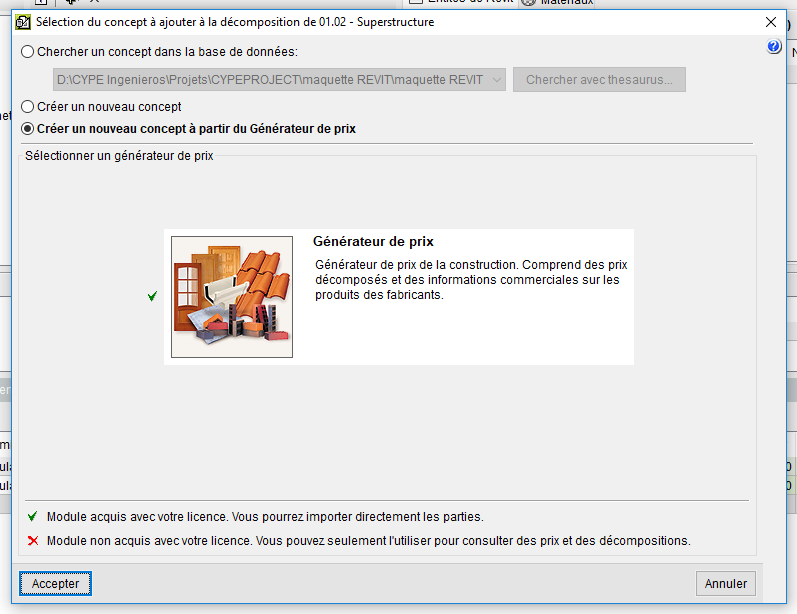 Matériaux
Sélection du concept à ajouter à la décomposition de 01.02 - Superstructure
Chercher un concept dans la base de données:
D:\CYPE Ingenieros\Projets\CYPEPROJECT\maquette REVIT\maquette REVIT
Chercher avec thesaurus...
Créer un nouveau concept
Créer un nouveau concept à partir du Générateur de prix
Sélectionner un générateur de prix
Générateur de prix
Générateur de prix de la construction. Comprend des prix
décomposés et des informations commerciales sur les
produits des fabricants.
Module acquis avec votre licence. Vous pourrez importer directement les parties.
Module non acquis avec votre licence. Vous pouvez seulement l'utiliser pour consulter des prix et des décompositions.
Accepter
Annuler